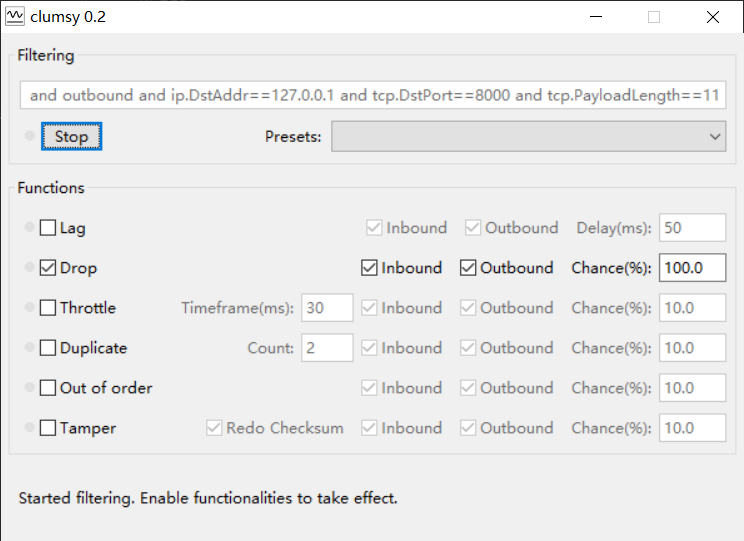 clumsy 0.2
Filtering
and outbound and ip.DstAddr==127.0.0.1 and tcp.DstPort==8000 and tcp.PayloadLength==11
Stop Presets:
Functions
Lag Inbound Outbound Delay(ms): 50
Drop Inbound Outbound Chance(%): 100.0
Throttle Timeframe(ms): 30 Inbound Outbound Chance(%): 10.0
Duplicate Count: 2 Inbound Outbound Chance(%): 10.0
Out of order Inbound Outbound Chance(%): 10.0
Tamper Redo Checksum Inbound Outbound Chance(%): 10.0
Started filtering. Enable functionalities to take effect.